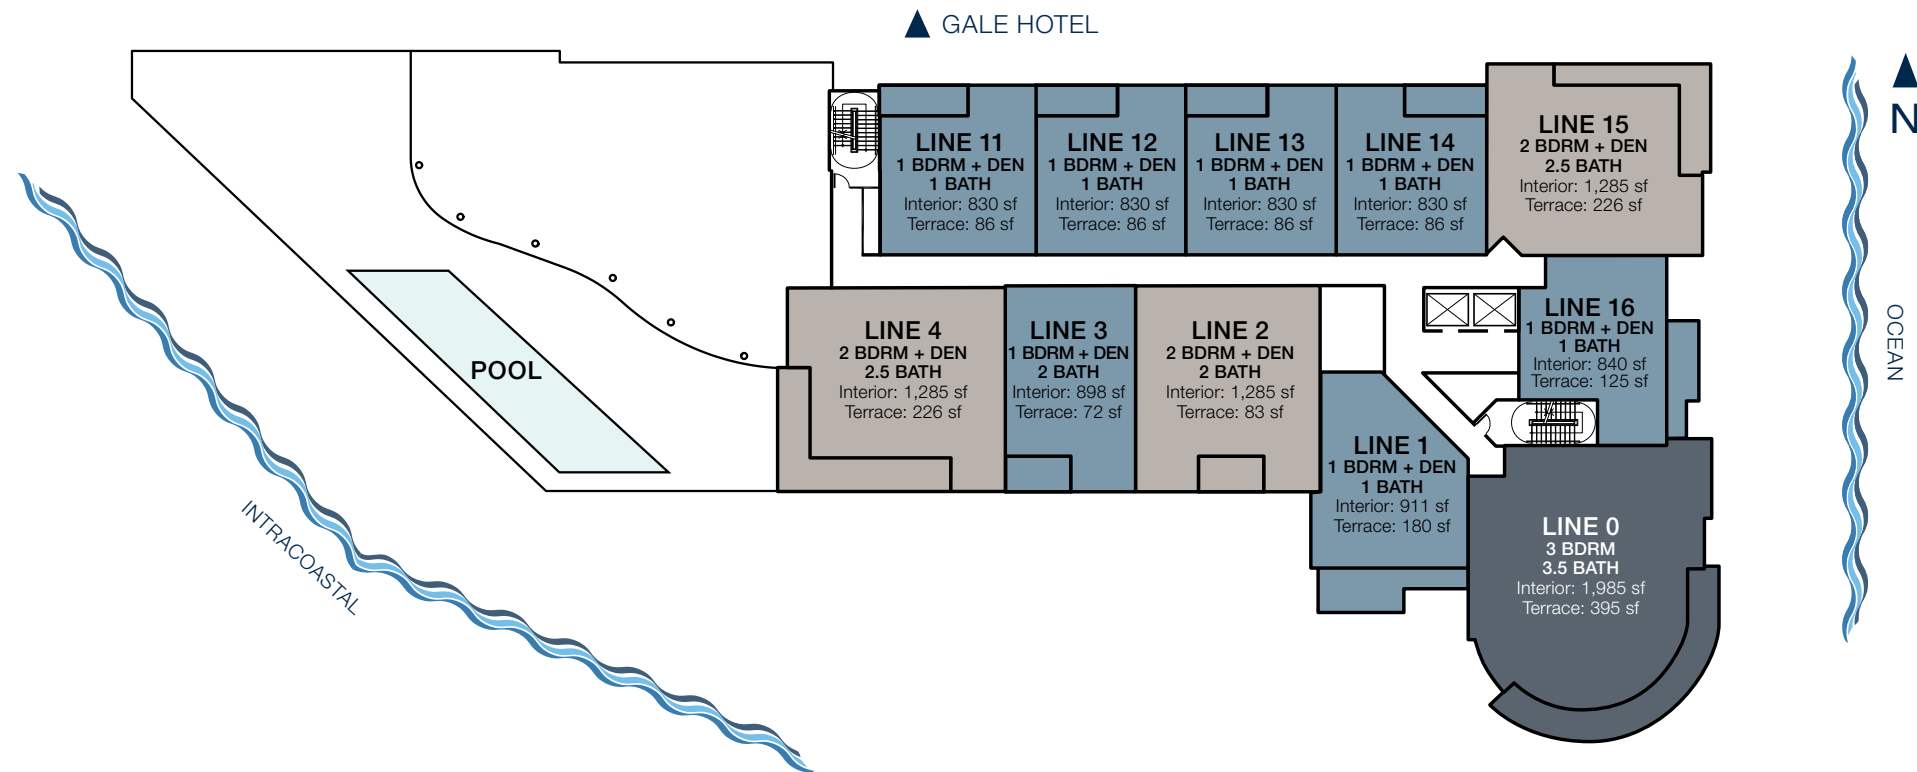 GALE HOTEL
N
LINE 11
1 BDRM + DEN
1 BATH
Interior: 830 sf
Terrace: 86 sf
LINE 12
1 BDRM + DEN
1 BATH
Interior: 830 sf
Terrace: 86 sf
LINE 13
1 BDRM + DEN
1 BATH
Interior: 830 sf
Terrace: 86 sf
LINE 14
1 BDRM + DEN
1 BATH
Interior: 830 sf
Terrace: 86 sf
LINE 15
2 BDRM + DEN
2.5 BATH
Interior: 1,285 sf
Terrace: 226 sf
POOL
LINE 4
2 BDRM + DEN
2.5 BATH
Interior: 1,285 sf
Terrace: 226 sf
LINE 3
1 BDRM + DEN
2 BATH
Interior: 898 sf
Terrace: 72 sf
LINE 2
2 BDRM + DEN
2 BATH
Interior: 1,285 sf
Terrace: 83 sf
LINE 16
1 BDRM + DEN
1 BATH
Interior: 840 sf
Terrace: 125 sf
OCEAN
LINE 1
1 BDRM + DEN
1 BATH
Interior: 911 sf
Terrace: 180 sf
LINE 0
3 BDRM
3.5 BATH
Interior: 1,985 sf
Terrace: 395 sf
INTRACOASTAL